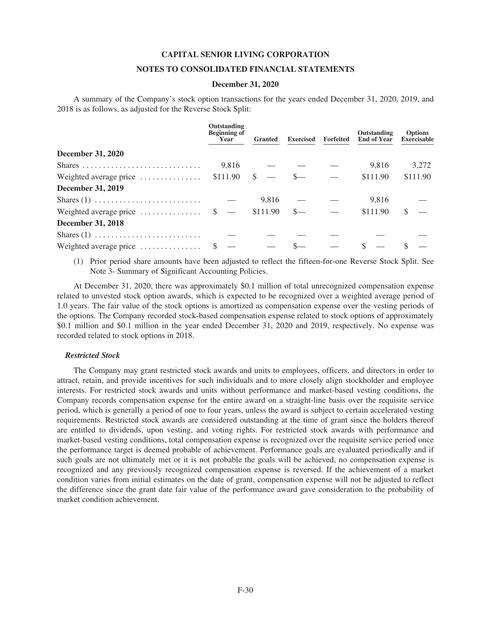 CAPITAL SENIOR LIVING CORPORATION
NOTES TO CONSOLIDATED FINANCIAL STATEMENTS
December 31, 2020
A summary of the Company's stock option transactions for the years ended December 31, 2020, 2019, and
2018 is as follows, as adjusted for the Reverse Stock Split:
Outstanding Beginning of Year Granted Exercised Forfeited Outstanding End of Year Options Exercisable
December 31, 2020
Shares . . . . . . . . . . . . . . . . . . . . . . . . . . . . 9,816 — — — 9,816 3,272
Weighted average price . . . . . . . . . . . . . . . $111.90 $ — $— — $111.90 $111.90
December 31, 2019
Shares (1) . . . . . . . . . . . . . . . . . . . . . . . . . — 9,816 — — 9,816 —
Weighted average price . . . . . . . . . . . . . . . $ — $111.90 $— — $111.90 $ —
December 31, 2018
Shares (1) . . . . . . . . . . . . . . . . . . . . . . . . . — — — — — —
Weighted average price . . . . . . . . . . . . . . . $ — — $— — $ — $ —
(1) Prior period share amounts have been adjusted to reflect the fifteen-for-one Reverse Stock Split. See
Note 3- Summary of Significant Accounting Policies.
At December 31, 2020, there was approximately $0.1 million of total unrecognized compensation expense
related to unvested stock option awards, which is expected to be recognized over a weighted average period of
1.0 years. The fair value of the stock options is amortized as compensation expense over the vesting periods of
the options. The Company recorded stock-based compensation expense related to stock options of approximately
$0.1 million and $0.1 million in the year ended December 31, 2020 and 2019, respectively. No expense was
recorded related to stock options in 2018.
Restricted Stock
The Company may grant restricted stock awards and units to employees, officers, and directors in order to
attract, retain, and provide incentives for such individuals and to more closely align stockholder and employee
interests. For restricted stock awards and units without performance and market-based vesting conditions, the
Company records compensation expense for the entire award on a straight-line basis over the requisite service
period, which is generally a period of one to four years, unless the award is subject to certain accelerated vesting
requirements. Restricted stock awards are considered outstanding at the time of grant since the holders thereof
are entitled to dividends, upon vesting, and voting rights. For restricted stock awards with performance and
market-based vesting conditions, total compensation expense is recognized over the requisite service period once
the performance target is deemed probable of achievement. Performance goals are evaluated periodically and if
such goals are not ultimately met or it is not probable the goals will be achieved, no compensation expense is
recognized and any previously recognized compensation expense is reversed. If the achievement of a market
condition varies from initial estimates on the date of grant, compensation expense will not be adjusted to reflect
the difference since the grant date fair value of the performance award gave consideration to the probability of
market condition achievement.
F-30